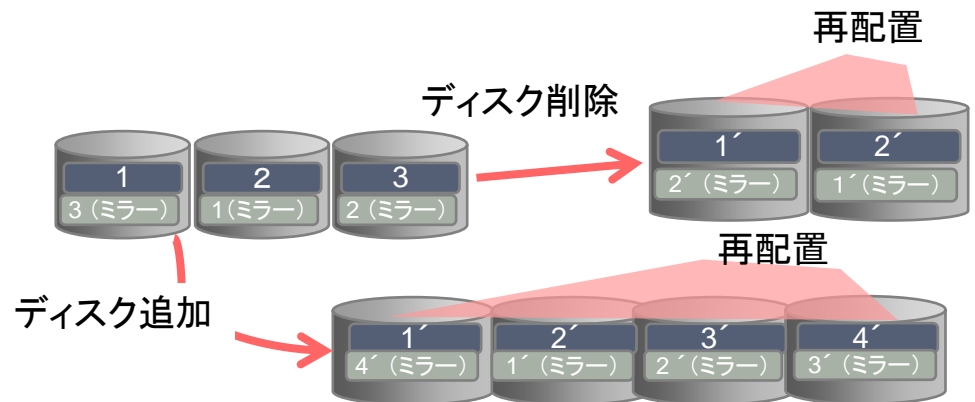 再配置
ディスク削除
1 2 3
3 (ミラー) 1(ミラー) 2 (ミラー)
1´ 2´
2´ (ミラー) 1´(ミラー)
再配置
ディスク追加
1´ 2´ 3´ 4´
4´ (ミラー) 1´ (ミラー) 2 ´ (ミラー) 3´ (ミラー)